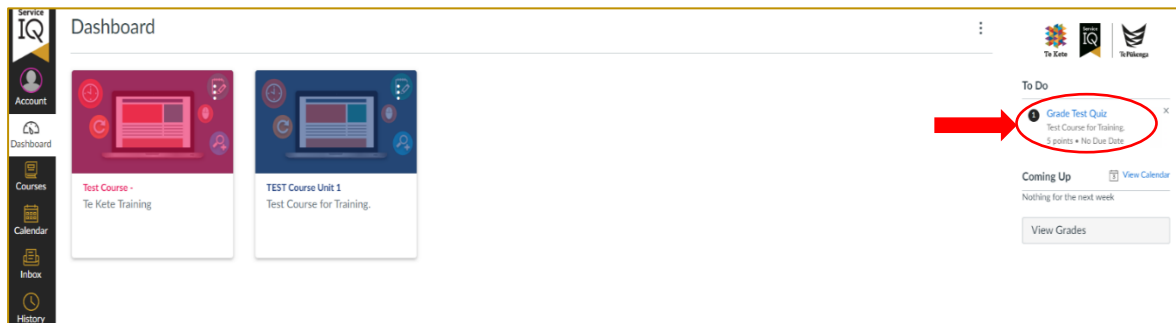 Service
IQ
Account
Dashboard
Courses
Calendar
Inbox
History
Dashboard
Test Course -
Te Kete Training
TEST Course Unit 1
Test Course for Training.
Te Kete
Service
IQ
Te Pūkenga
To Do
1 Grade Test Quiz ×
Test Course for Training.
5 points • No Due Date
Coming Up 3 View Calendar
Nothing for the next week
View Grades